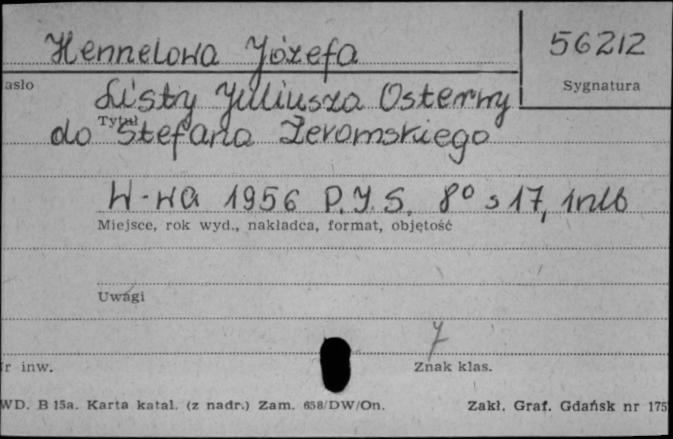 Hennelowa Józefa
56212
asło
Sygnatura
Listy Juliusza Osterwy
Tytuł
do Stefana Żeromskiego
W-wa 1956 P.J.S. 8° s 17, 1nlb
Miejsce, rok wyd., nakładca, format, objętość
Uwagi
7
r inw.
Znak klas.
WD. B 15a. Karta katal. (z nadr.) Zam. 658/DW/On.
Zakł. Graf. Gdańsk nr 175